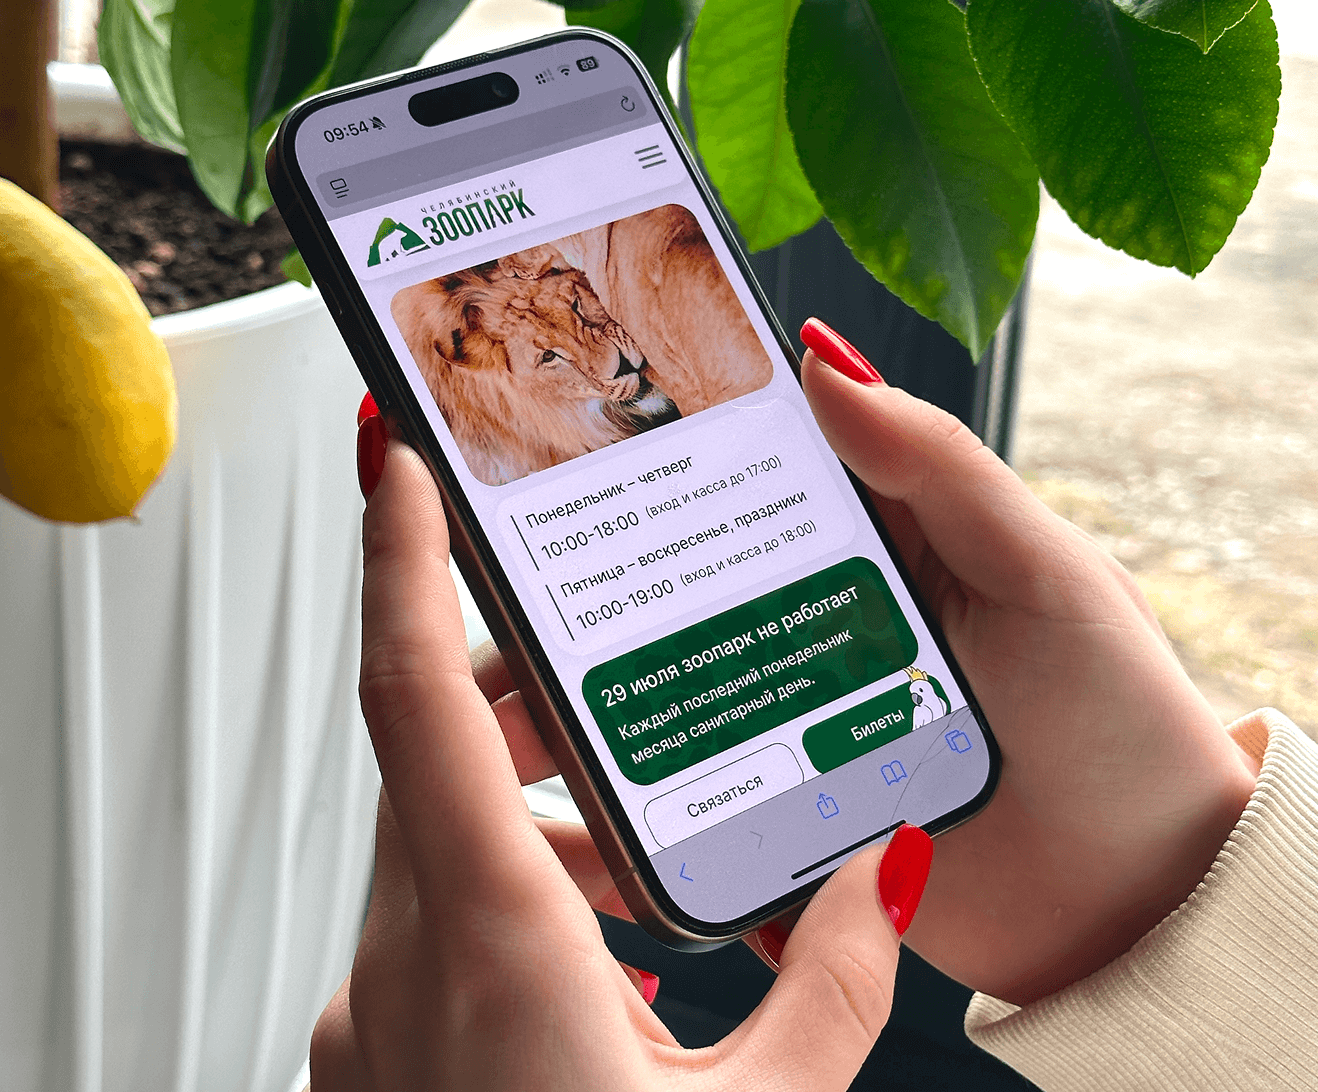 09:54
89
ЧЕЛЯБИНСКИЙ
ЗООПАРК
Понедельник – четверг
10:00-18:00 (вход и касса до 17:00)
Пятница – воскресенье, праздники
10:00-19:00 (вход и касса до 18:00)
29 июля зоопарк не работает
Каждый последний понедельник
месяца санитарный день.
Связаться
Билеты